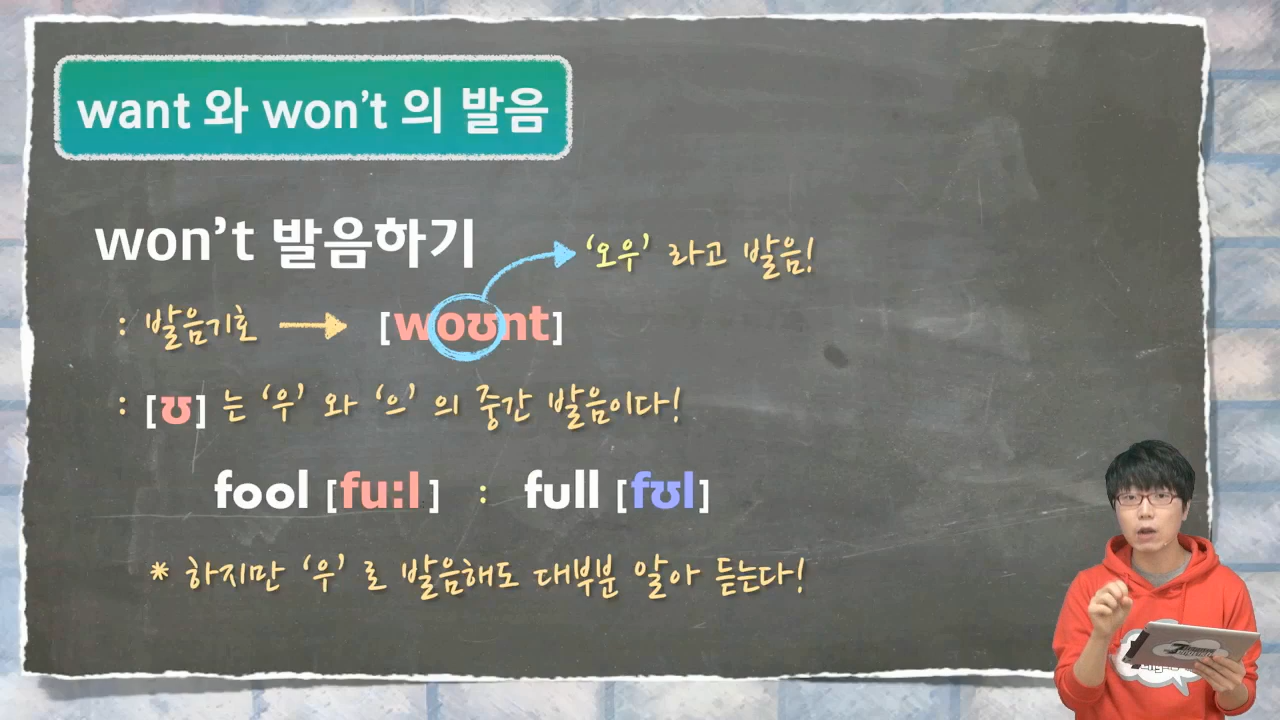 want 와 won't 의 발음
won't 발음하기
'오우' 라고 발음!
: 발음기호 → [woʊnt]
: [ʊ] 는 '우' 와 '으' 의 중간 발음이다!
fool [fu:l] : full [fʊl]
* 하지만 '우' 로 발음해도 대부분 알아 듣는다!